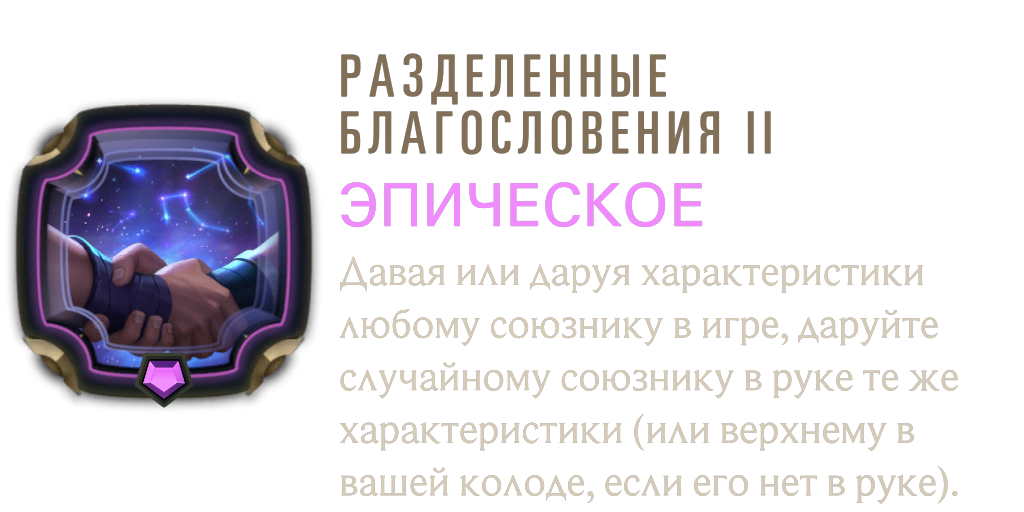 РАЗДЕЛЕННЫЕ
БЛАГОСЛОВЕНИЯ II
ЭПИЧЕСКОЕ
Давая или даруя характеристики
любому союзнику в игре, даруйте
случайному союзнику в руке те же
характеристики (или верхнему в
вашей колоде, если его нет в руке).